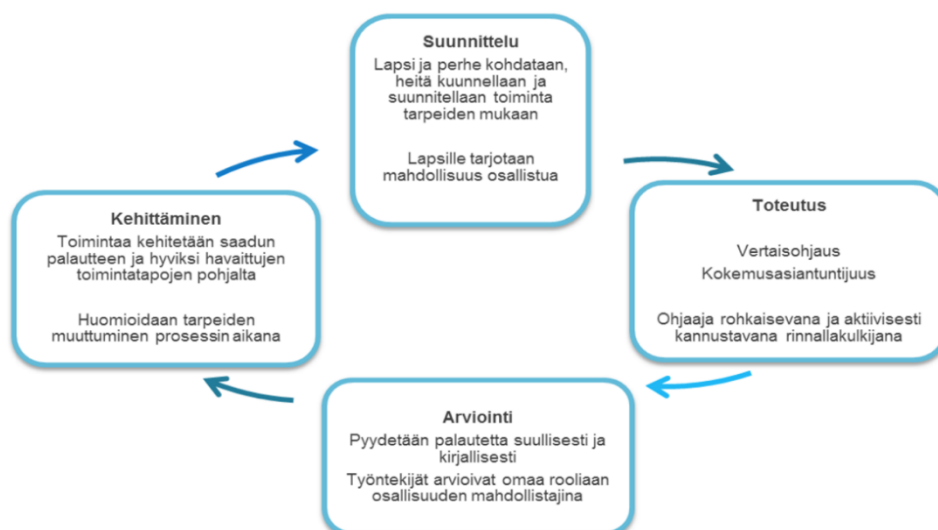 Suunnittelu
Lapsi ja perhe kohdataan,
heitä kuunnellaan ja
suunnitellaan toiminta
tarpeiden mukaan
Lapsille tarjotaan
mahdollisuus osallistua
Toteutus
Vertaisohjaus
Kokemusasiantuntijuus
Ohjaaja rohkaisevana ja aktiivisesti
kannustavana rinnallakulkijana
Arviointi
Pyydetään palautetta suullisesti ja
kirjallisesti
Työntekijät arvioivat omaa rooliaan
osallisuuden mahdollistajina
Kehittäminen
Toimintaa kehitetään saadun
palautteen ja hyviksi havaittujen
toimintatapojen pohjalta
Huomioidaan tarpeiden
muuttuminen prosessin aikana